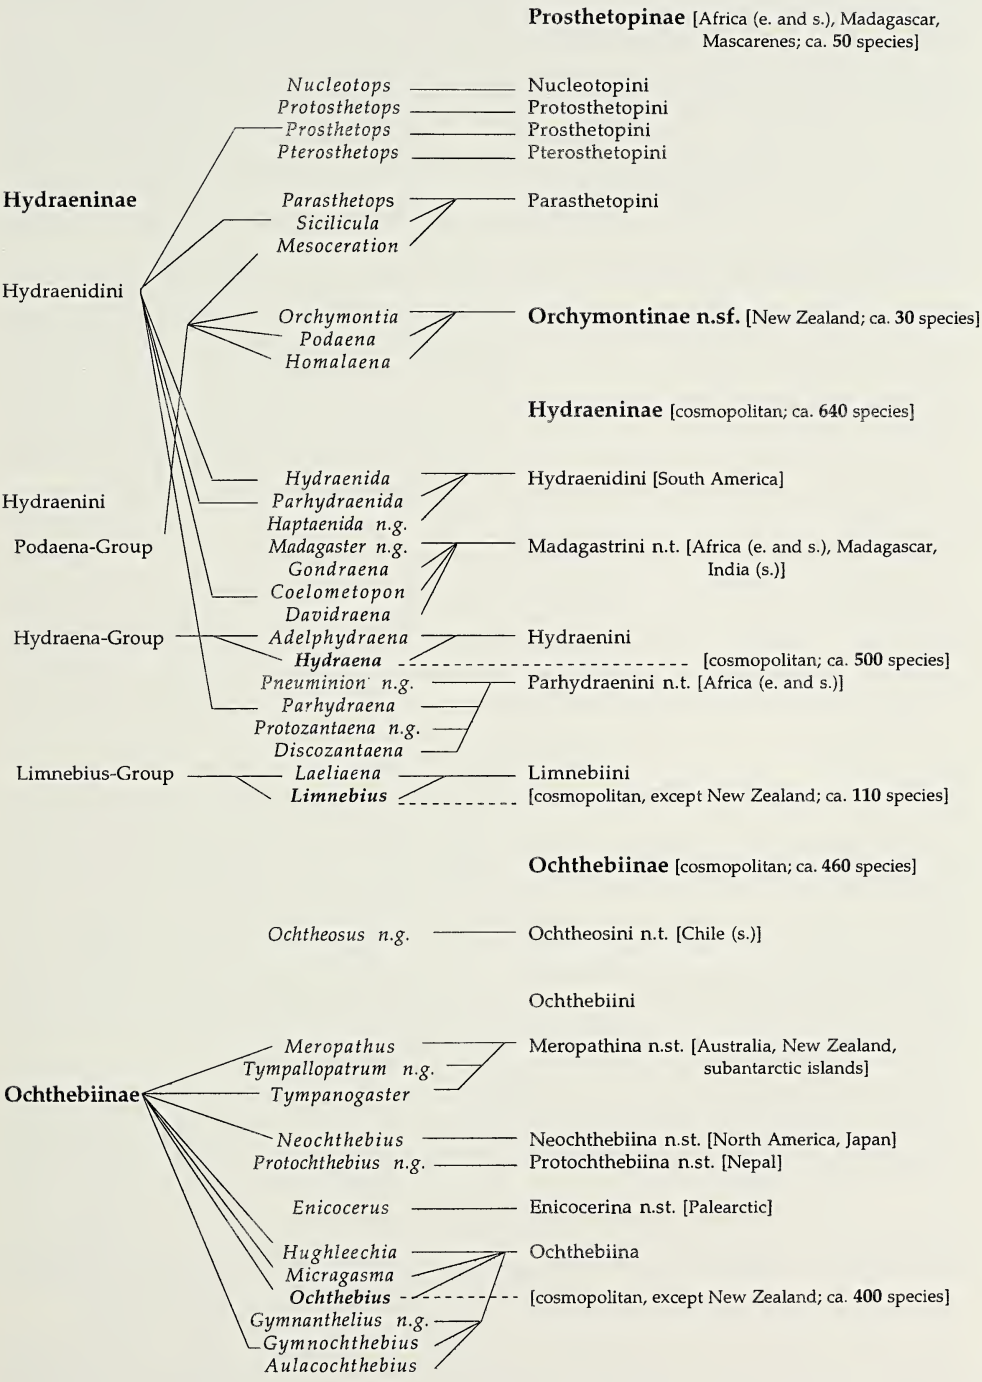 Prosthetopinae [Africa (e. and s.), Madagascar,
Mascarenes; ca. 50 species]
Nucleotops Nucleotopini
Protosthetops Protosthetopini
Prosthetops Prosthetopini
Pterosthetops Pterosthetopini
Hydraeninae Parasthetops Parasthetopini
Sicilicula
Mesoceration
Hydraenidini
Orchymontia Orchymontinae n.sf. [New Zealand; ca. 30 species]
Podaena
Homalaena
Hydraeninae [cosmopolitan; ca. 640 species]
Hydraenida Hydraenidini [South America]
Hydraenini Parhydraenida
Haptaenida n.g.
Podaena-Group Madagaster n.g. Madagastrini n.t. [Africa (e. and s.), Madagascar,
Gondraena India (s.)]
Coelometopon
Davidraena
Hydraena-Group Adelphydraena Hydraenini
Hydraena [cosmopolitan; ca. 500 species]
Pneuminion n.g. Parhydraenini n.t. [Africa (e. and s.)]
Parhydraena
Protozantaena n.g.
Discozantaena
Limnebius-Group Laeliaena Limnebiini
Limnebius [cosmopolitan, except New Zealand; ca. 110 species]
Ochthebiinae [cosmopolitan; ca. 460 species]
Ochtheosus n.g. Ochtheosini n.t. [Chile (s.)]
Ochthebiini
Meropathus Meropathina n.st. [Australia, New Zealand,
Tympallopatrum n.g. subantarctic islands]
Ochthebiinae Tympanogaster
Neochthebius Neochthebiina n.st. [North America, Japan]
Protochthebius n.g. Protochthebiina n.st. [Nepal]
Enicocerus Enicocerina n.st. [Palearctic]
Hughleechia Ochthebiina
Micragasma
Ochthebius [cosmopolitan, except New Zealand; ca. 400 species]
Gymnanthelius n.g.
Gymnochthebius
Aulacochthebius